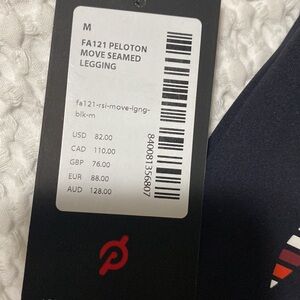 M
FA121 PELOTON
MOVE SEAMED
LEGGING
fa121-rsl-move-lgng-
blk-m
USD 82.00
CAD 110.00
GBP 76.00
EUR 88.00
AUD 128.00
840081356807